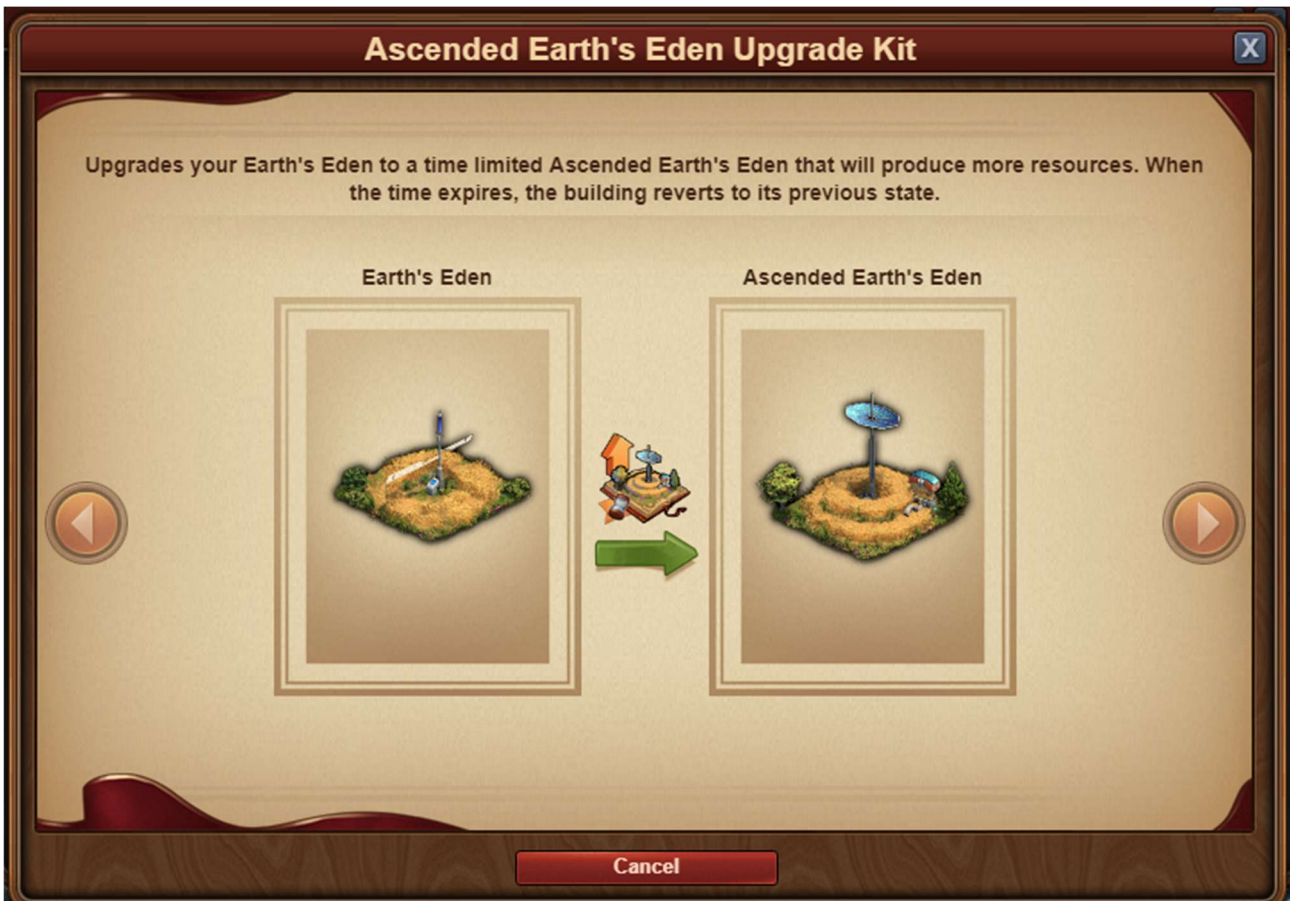 Ascended Earth's Eden Upgrade Kit
X
Upgrades your Earth's Eden to a time limited Ascended Earth's Eden that will produce more resources. When
the time expires, the building reverts to its previous state.
Earth's Eden
Ascended Earth's Eden
Cancel